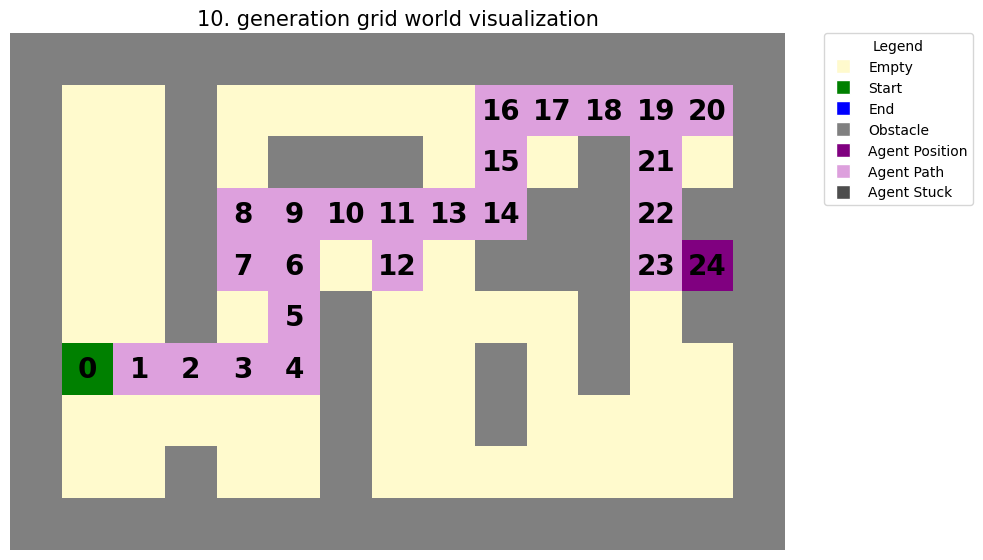 10. generation grid world visualization
Legend
Empty
Start
End
Obstacle
Agent Position
Agent Path
Agent Stuck
16 17 18 19 20
15 21
8 9 10 11 13 14 22
7 6 12 23 24
5
0 1 2 3 4